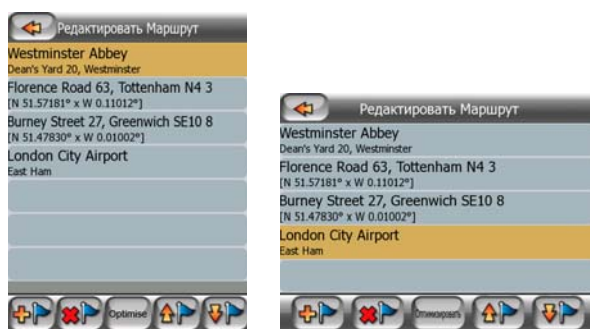 Редактировать Маршрут
Westminster Abbey
Dean's Yard 20, Westminster
Florence Road 63, Tottenham N4 3
[N 51.57181° x W 0.11012°]
Burney Street 27, Greenwich SE10 8
[N 51.47830° x W 0.01002°]
London City Airport
East Ham
Optimise
Редактировать Маршрут
Westminster Abbey
Dean's Yard 20, Westminster
Florence Road 63, Tottenham N4 3
[N 51.57181° x W 0.11012°]
Burney Street 27, Greenwich SE10 8
[N 51.47830° x W 0.01002°]
London City Airport
East Ham